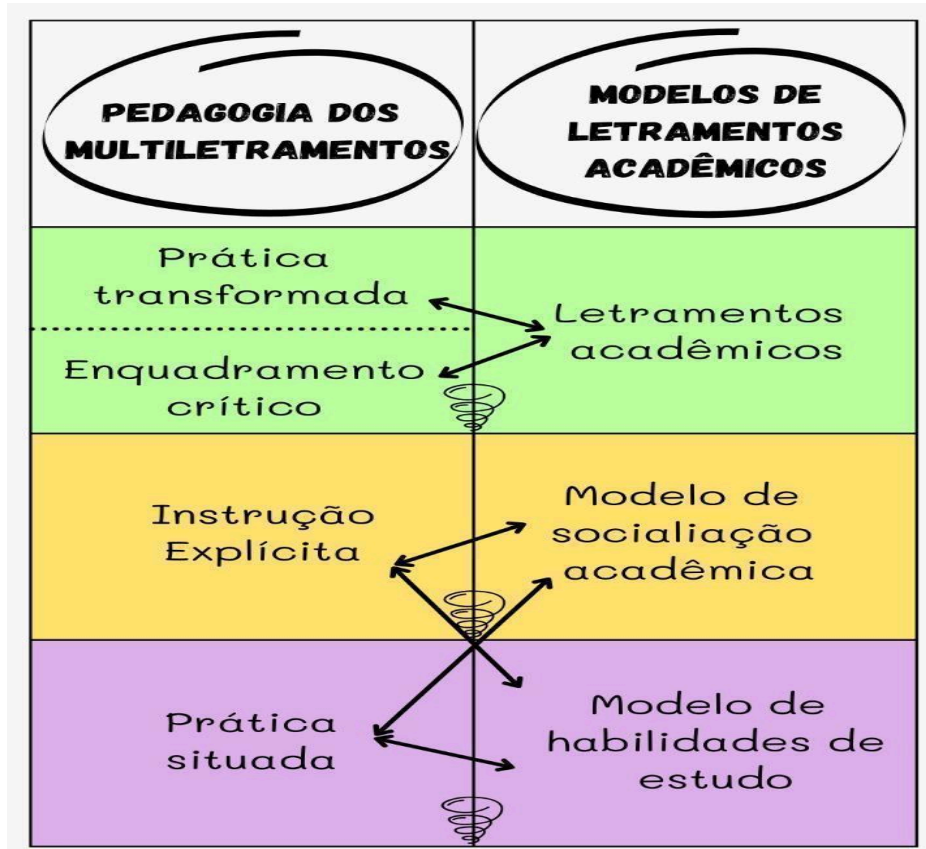 PEDAGOGIA DOS
MULTILETRAMENTOS
MODELOS DE
LETRAMENTOS
ACADÊMICOS
Prática
transformada
Enquadramento
crítico
Letramentos
acadêmicos
Instrução
Explícita
Modelo de
socialiação
acadêmica
Prática
situada
Modelo de
habilidades de
estudo